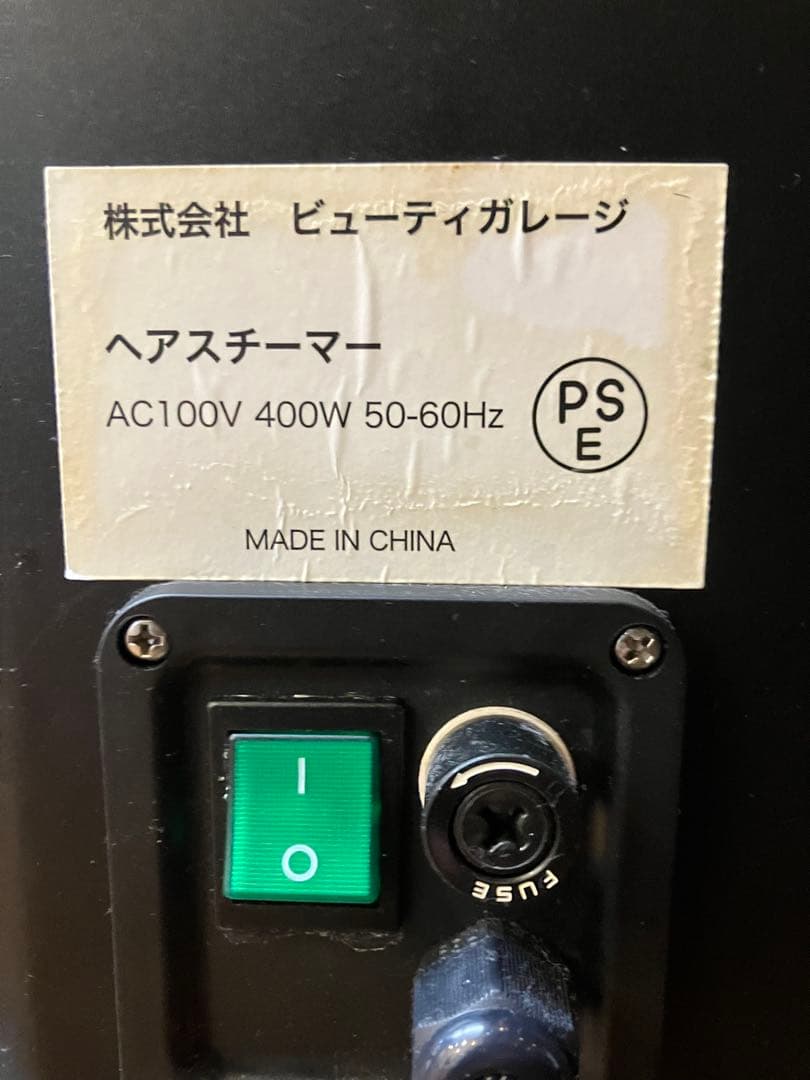 株式会社　ビューティガレージ
ヘアスチーマー
AC100V 400W 50-60Hz
PS
E
MADE IN CHINA
I
O
FUSE